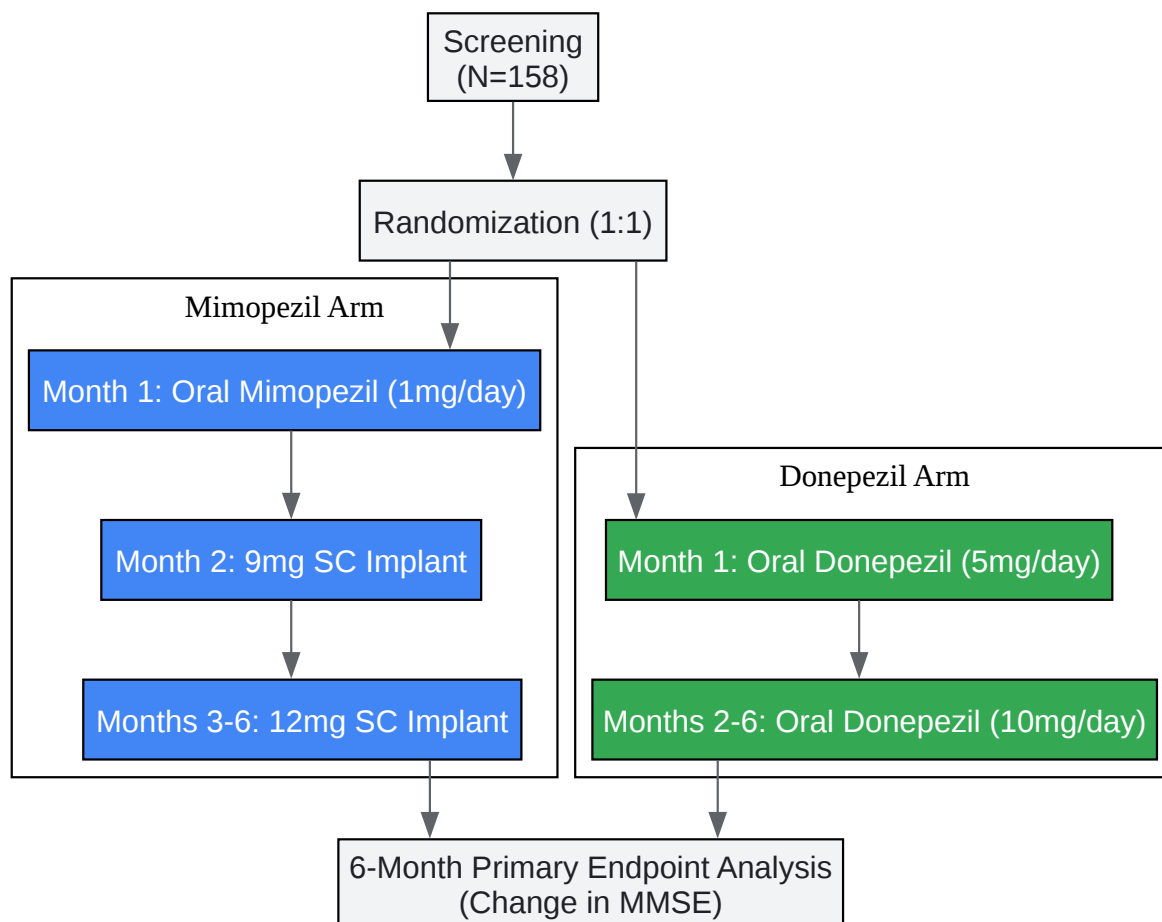 Screening
(N=158)
Randomization (1:1)
Mimopezil Arm
Month 1: Oral Mimopezil (1mg/day)
Month 2: 9mg SC Implant
Months 3-6: 12mg SC Implant
Donepezil Arm
Month 1: Oral Donepezil (5mg/day)
Months 2-6: Oral Donepezil (10mg/day)
6-Month Primary Endpoint Analysis
(Change in MMSE)